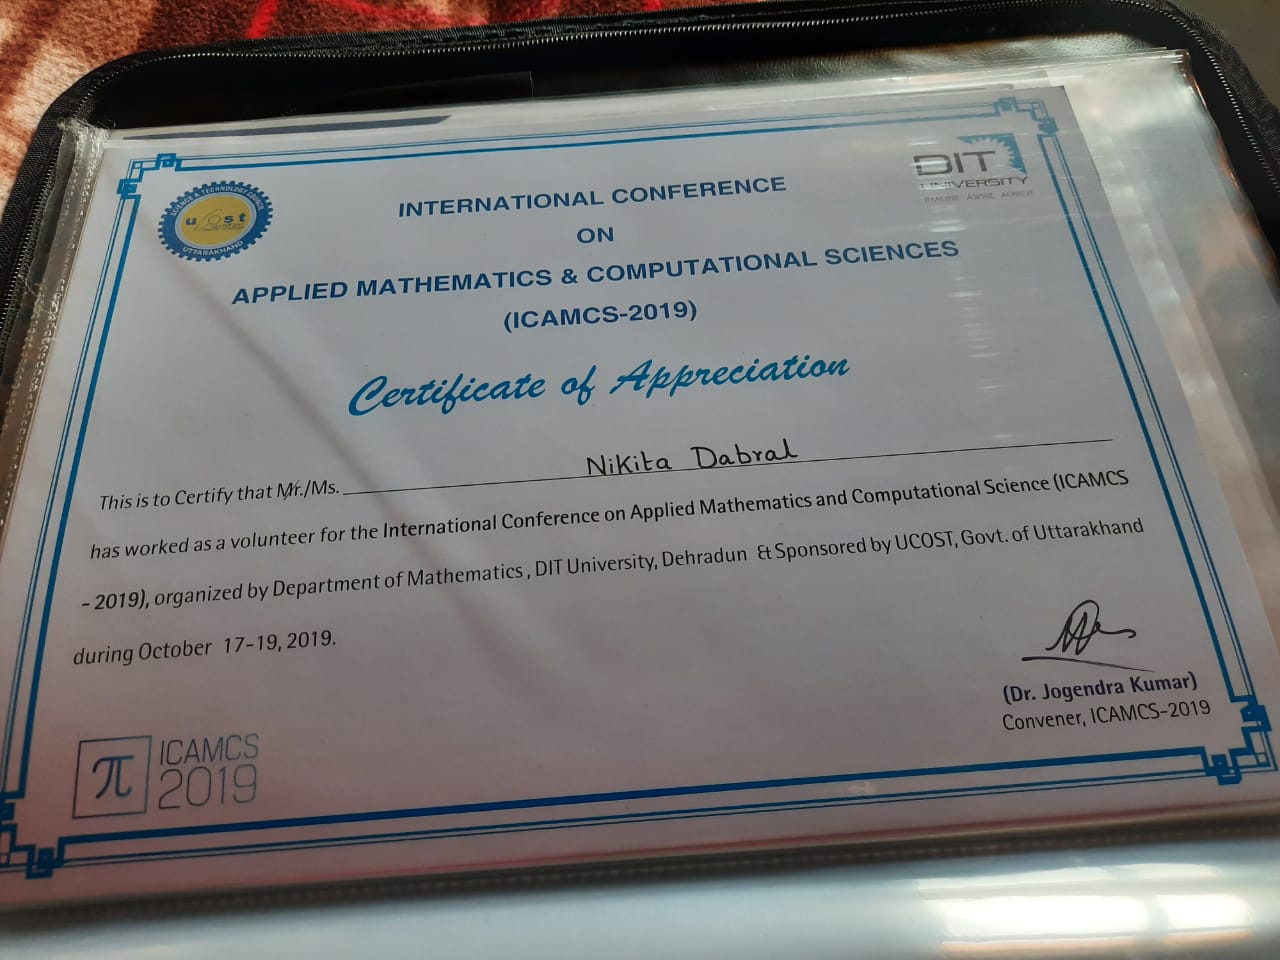 SCIENCE & TECHNOLOGY COUNCIL
ucost
UTTARAKHAND
DIT
UNIVERSITY
IMAGINE ASPIRE ACHIEVE
INTERNATIONAL CONFERENCE
ON
APPLIED MATHEMATICS & COMPUTATIONAL SCIENCES
(ICAMCS-2019)
Certificate of Appreciation
This is to Certify that Mr./Ms. Nikita Dabral
has worked as a volunteer for the International Conference on Applied Mathematics and Computational Science (ICAMCS
- 2019), organized by Department of Mathematics , DIT University, Dehradun & Sponsored by UCOST, Govt. of Uttarakhand
during October 17-19, 2019.
(Dr. Jogendra Kumar)
Convener, ICAMCS-2019
π
ICAMCS
2019